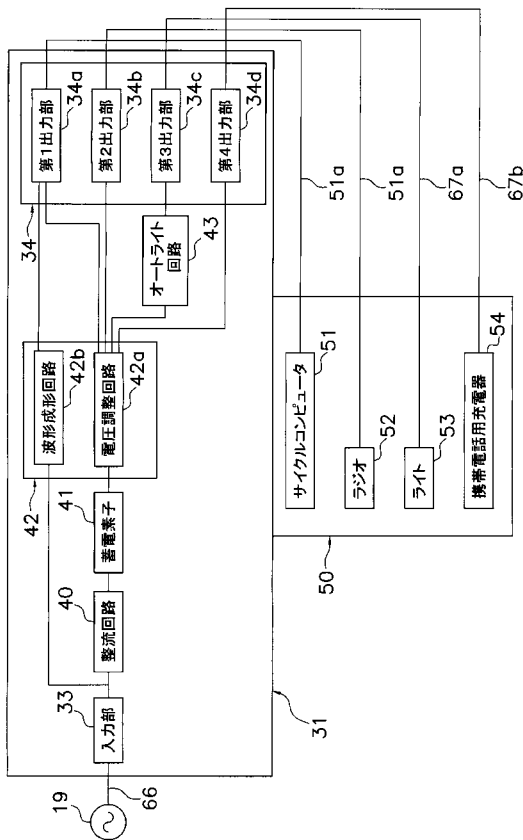 19
66
入力部
33
整流回路
40
蓄電素子
41
42
波形成形回路
42b
電圧調整回路
42a
オートライト
回路
43
34
第1出力部
34a
第2出力部
34b
第3出力部
34c
第4出力部
34d
31
50
サイクルコンピュータ
51
ラジオ
52
ライト
53
携帯電話用充電器
54
51a
51a
67a
67b